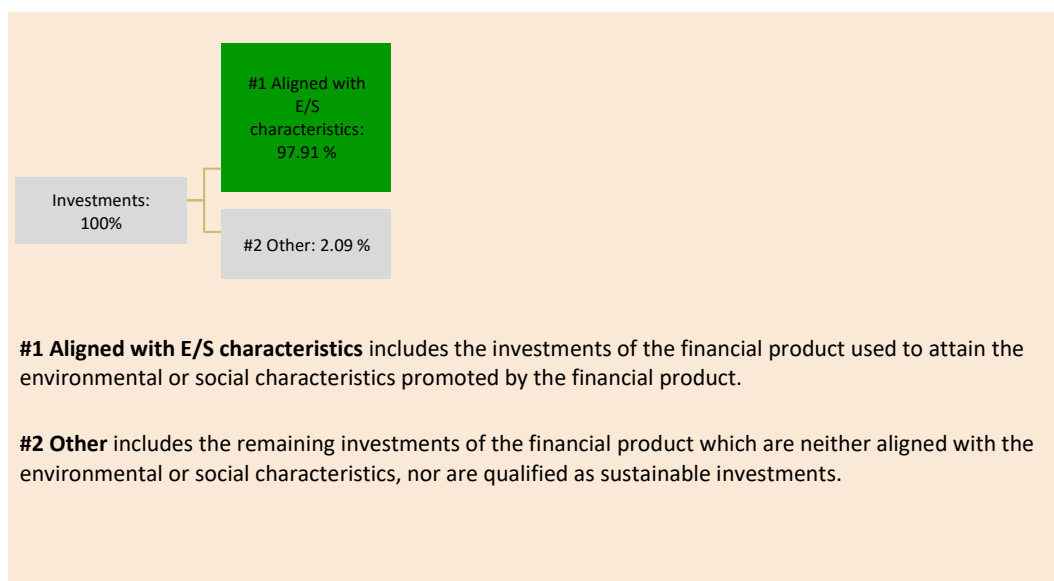 #1 Aligned with
E/S
characteristics:
97.91 %
Investments:
100%
#2 Other: 2.09 %
#1 Aligned with E/S characteristics includes the investments of the financial product used to attain the
environmental or social characteristics promoted by the financial product.
#2 Other includes the remaining investments of the financial product which are neither aligned with the
environmental or social characteristics, nor are qualified as sustainable investments.